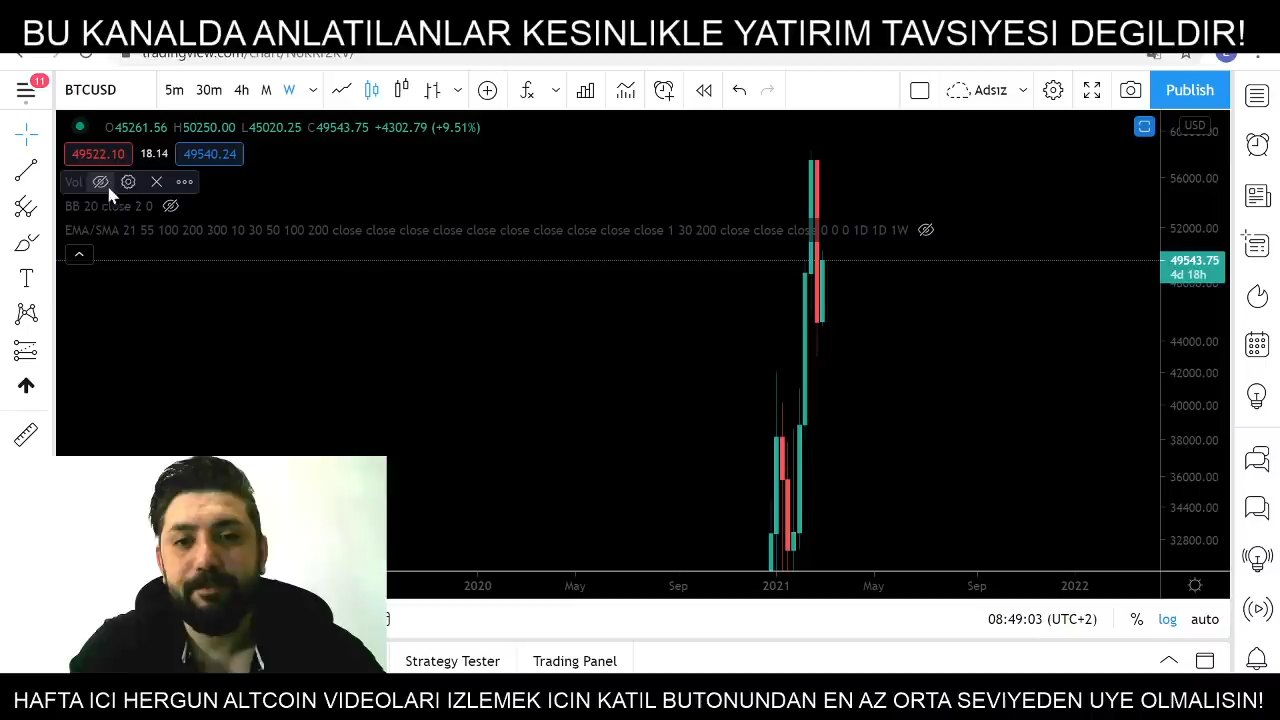 BU KANALDA ANLATILANLAR KESINLIKLE YATIRIM TAVSIYESI DEGILDIR!
11
BTCUSD 5m 30m 4h M W Adsız Publish
O45261.56 H50250.00 L45020.25 C49543.75 +4302.79 (+9.51%)
USD
49522.10 18.14 49540.24
Vol
BB 20 close 2 0
EMA/SMA 21 55 100 200 300 10 30 50 100 200 close close close close close close close close close close 1 30 200 close close close 0 0 0 1D 1D 1W
56000.00
52000.00
49543.75
4d 18h
44000.00
42000.00
40000.00
38000.00
36000.00
34400.00
32800.00
2020 May Sep 2021 May Sep 2022
08:49:03 (UTC+2) % log auto
Strategy Tester Trading Panel
HAFTA ICI HERGUN ALTCOIN VIDEOLARI IZLEMEK ICIN KATIL BUTONUNDAN EN AZ ORTA SEVIYEDEN UYE OLMALISIN!